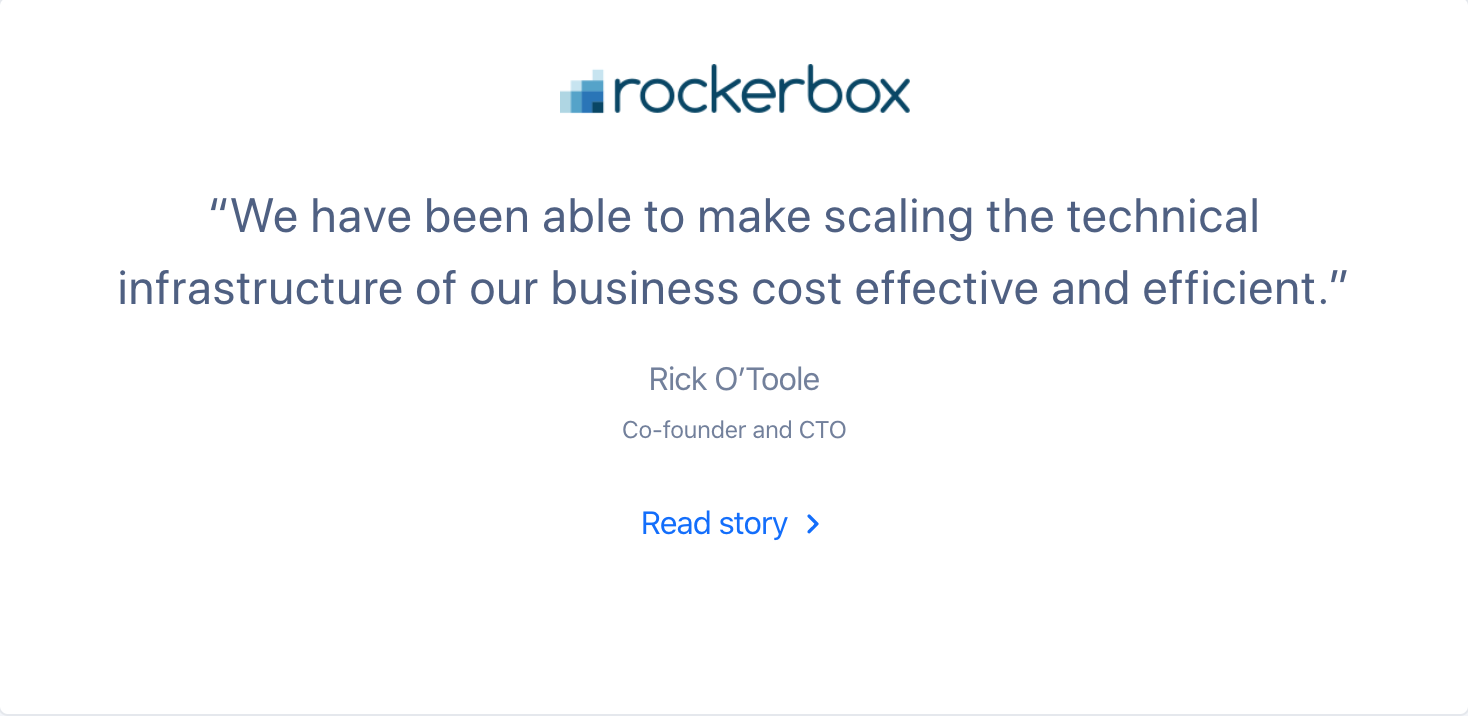 rockerbox
“We have been able to make scaling the technical
infrastructure of our business cost effective and efficient.”
Rick O’Toole
Co-founder and CTO
Read story